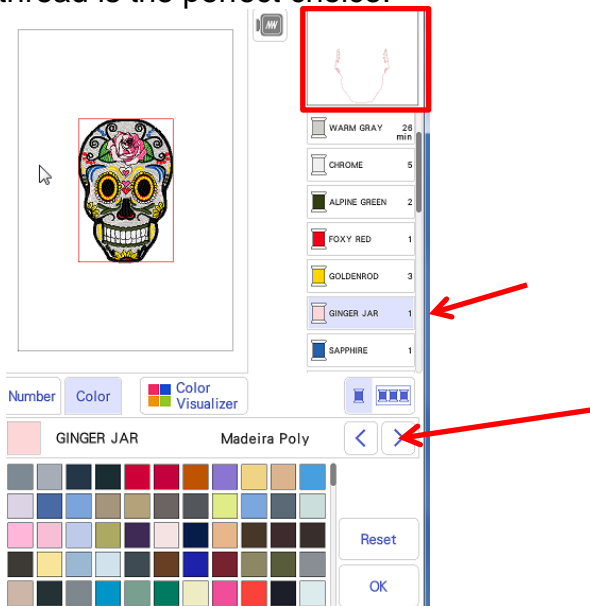 thread is the perfect choice.
WARM GRAY 26 min
CHROME 5
ALPINE GREEN 2
FOXY RED 1
GOLDENROD 3
GINGER JAR 1
SAPPHIRE 1
Number Color Color Visualizer
GINGER JAR Madeira Poly
Reset
OK